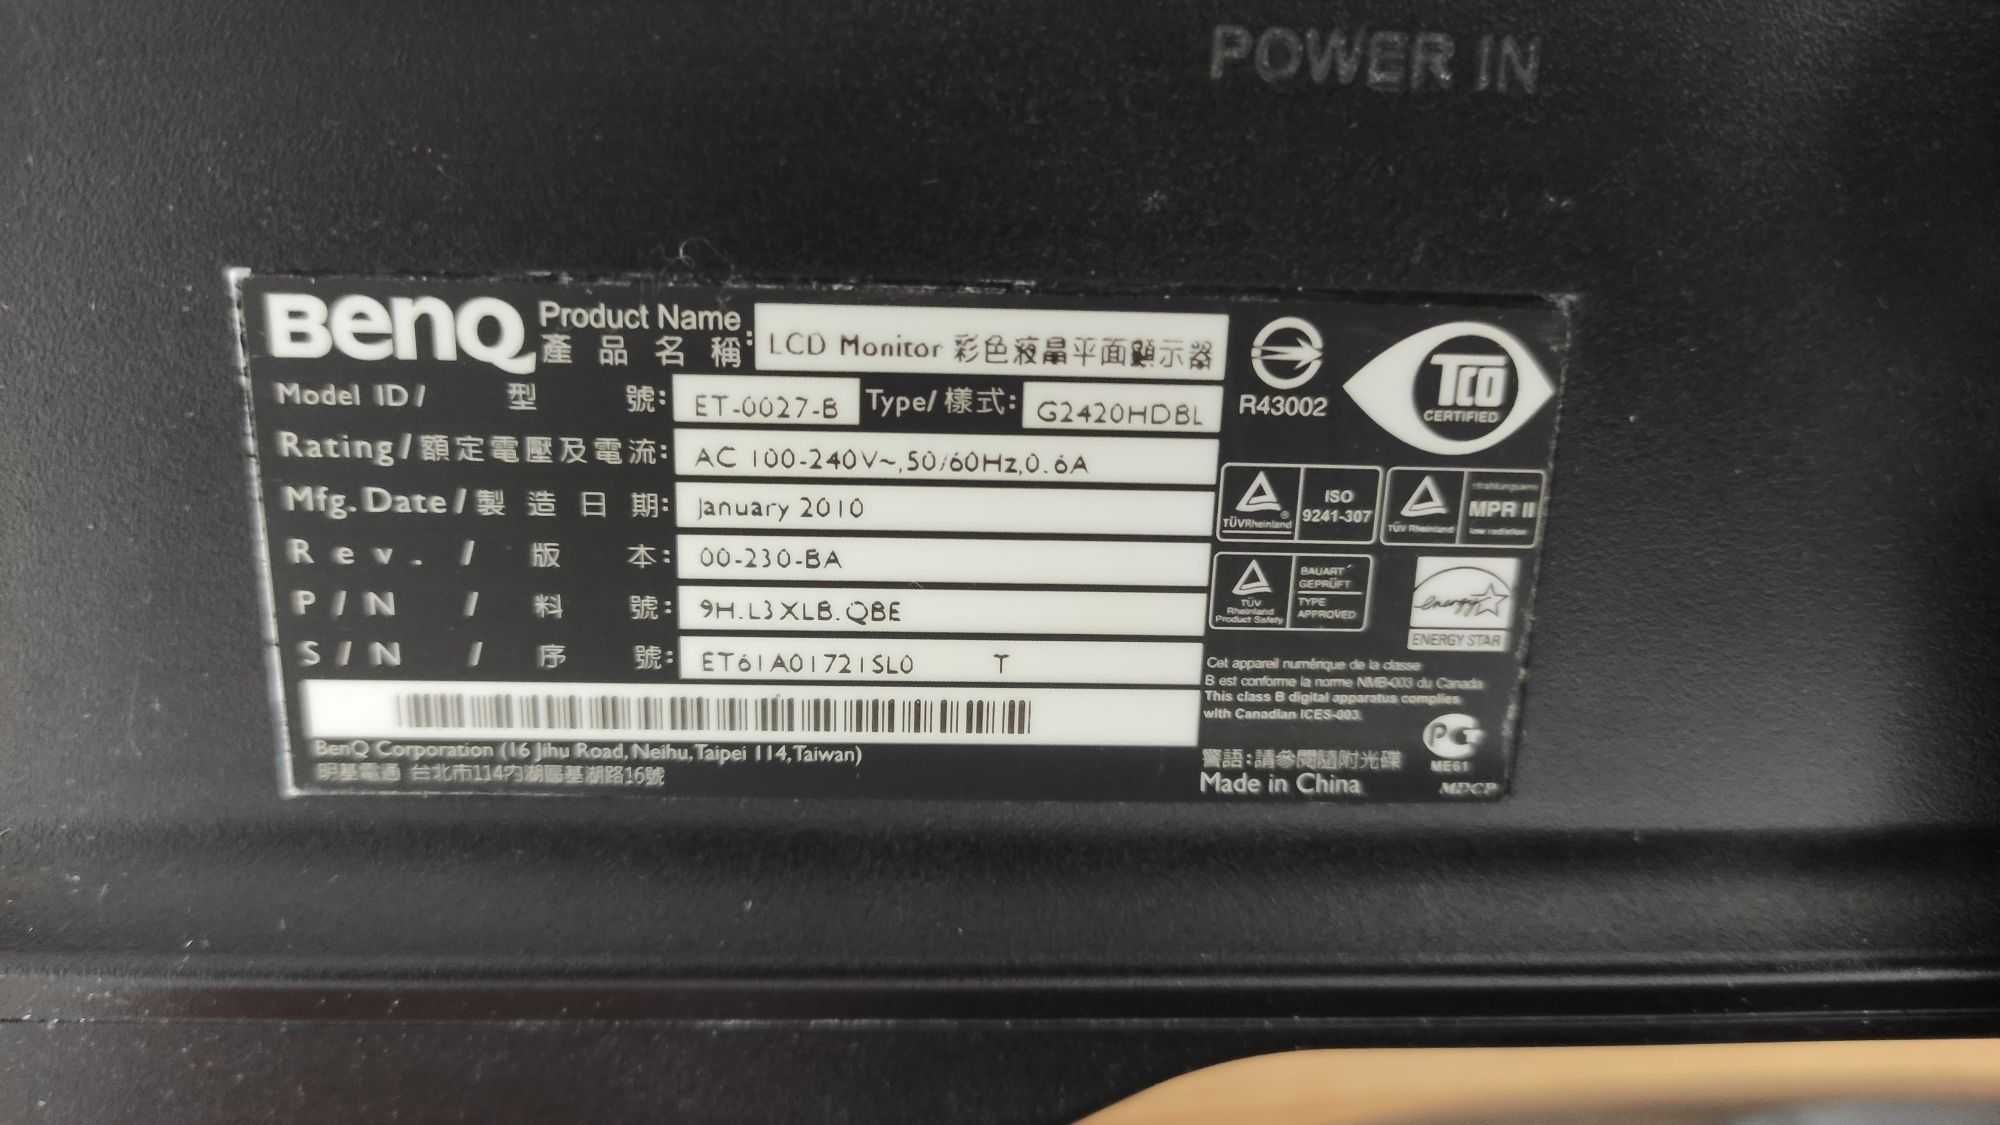 POWER IN
BenQ Product Name
產品名稱: LCD Monitor 彩色液晶平面顯示器
Model ID/ 型號: ET-0027-B Type/樣式: G2420HDBL
Rating/額定電壓及電流: AC 100-240V~,50/60Hz,0.6A
Mfg.Date/製造日期: January 2010
Rev. / 版本: 00-230-BA
P/N / 料號: 9H.L3XLB.QBE
S/N / 序號: ET61A01721SL0 T
BenQ Corporation (16 Jihu Road, Neihu, Taipei 114, Taiwan)
明基電通 台北市114內湖區基湖路16號
R43002
TCO
CERTIFIED
TÜVRheinland
ISO
9241-307
TÜV Rheinland
MPR II
low radiation
TÜV
Rheinland
Product Safety
BAUART
GEPRÜFT
TYPE
APPROVED
energy
ENERGY STAR
Cet appareil numérique de la classe
B est conforme la norme NMB-003 du Canada
This class B digital apparatus complies
with Canadian ICES-003.
警語:請參閱隨附光碟
Made in China
ME61
MDCP